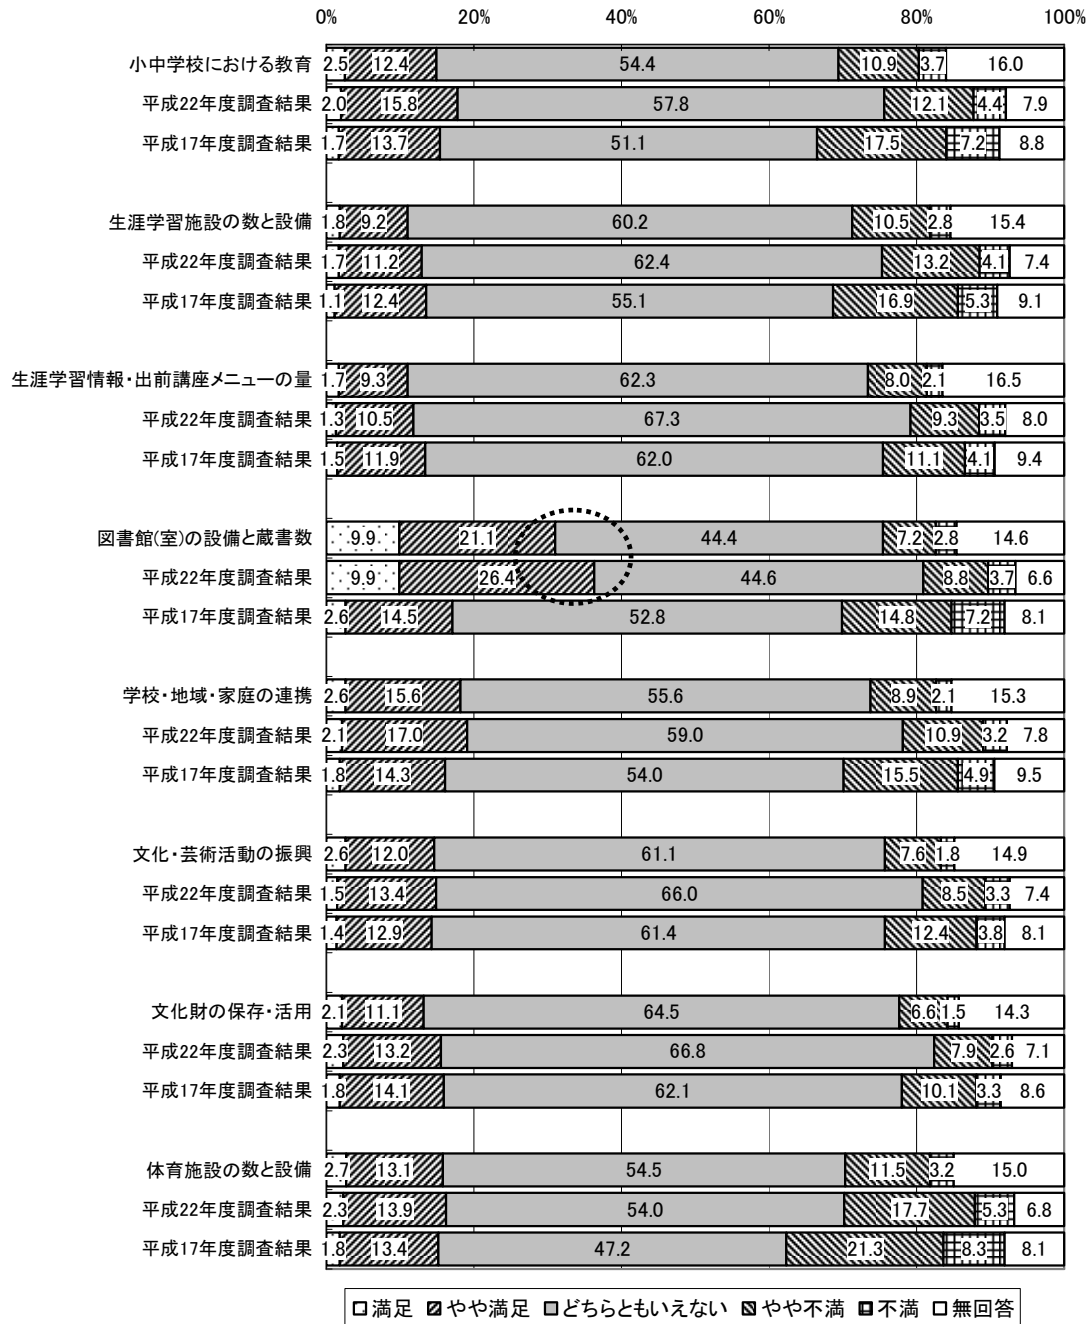 0% 20% 40% 60% 80% 100%
小中学校における教育 2.5 12.4 54.4 10.9 3.7 16.0
平成22年度調査結果 2.0 15.8 57.8 12.1 4.4 7.9
平成17年度調査結果 1.7 13.7 51.1 17.5 7.2 8.8
生涯学習施設の数と設備 1.8 9.2 60.2 10.5 2.8 15.4
平成22年度調査結果 1.7 11.2 62.4 13.2 4.1 7.4
平成17年度調査結果 1.1 12.4 55.1 16.9 5.3 9.1
生涯学習情報・出前講座メニューの量 1.7 9.3 62.3 8.0 2.1 16.5
平成22年度調査結果 1.3 10.5 67.3 9.3 3.5 8.0
平成17年度調査結果 1.5 11.9 62.0 11.1 4.1 9.4
図書館(室)の設備と蔵書数 9.9 21.1 44.4 7.2 2.8 14.6
平成22年度調査結果 9.9 26.4 44.6 8.8 3.7 6.6
平成17年度調査結果 2.6 14.5 52.8 14.8 7.2 8.1
学校・地域・家庭の連携 2.6 15.6 55.6 8.9 2.1 15.3
平成22年度調査結果 2.1 17.0 59.0 10.9 3.2 7.8
平成17年度調査結果 1.8 14.3 54.0 15.5 4.9 9.5
文化・芸術活動の振興 2.6 12.0 61.1 7.6 1.8 14.9
平成22年度調査結果 1.5 13.4 66.0 8.5 3.3 7.4
平成17年度調査結果 1.4 12.9 61.4 12.4 3.8 8.1
文化財の保存・活用 2.1 11.1 64.5 6.6 1.5 14.3
平成22年度調査結果 2.3 13.2 66.8 7.9 2.6 7.1
平成17年度調査結果 1.8 14.1 62.1 10.1 3.3 8.6
体育施設の数と設備 2.7 13.1 54.5 11.5 3.2 15.0
平成22年度調査結果 2.3 13.9 54.0 17.7 5.3 6.8
平成17年度調査結果 1.8 13.4 47.2 21.3 8.3 8.1
満足 やや満足 どちらともいえない やや不満 不満 無回答